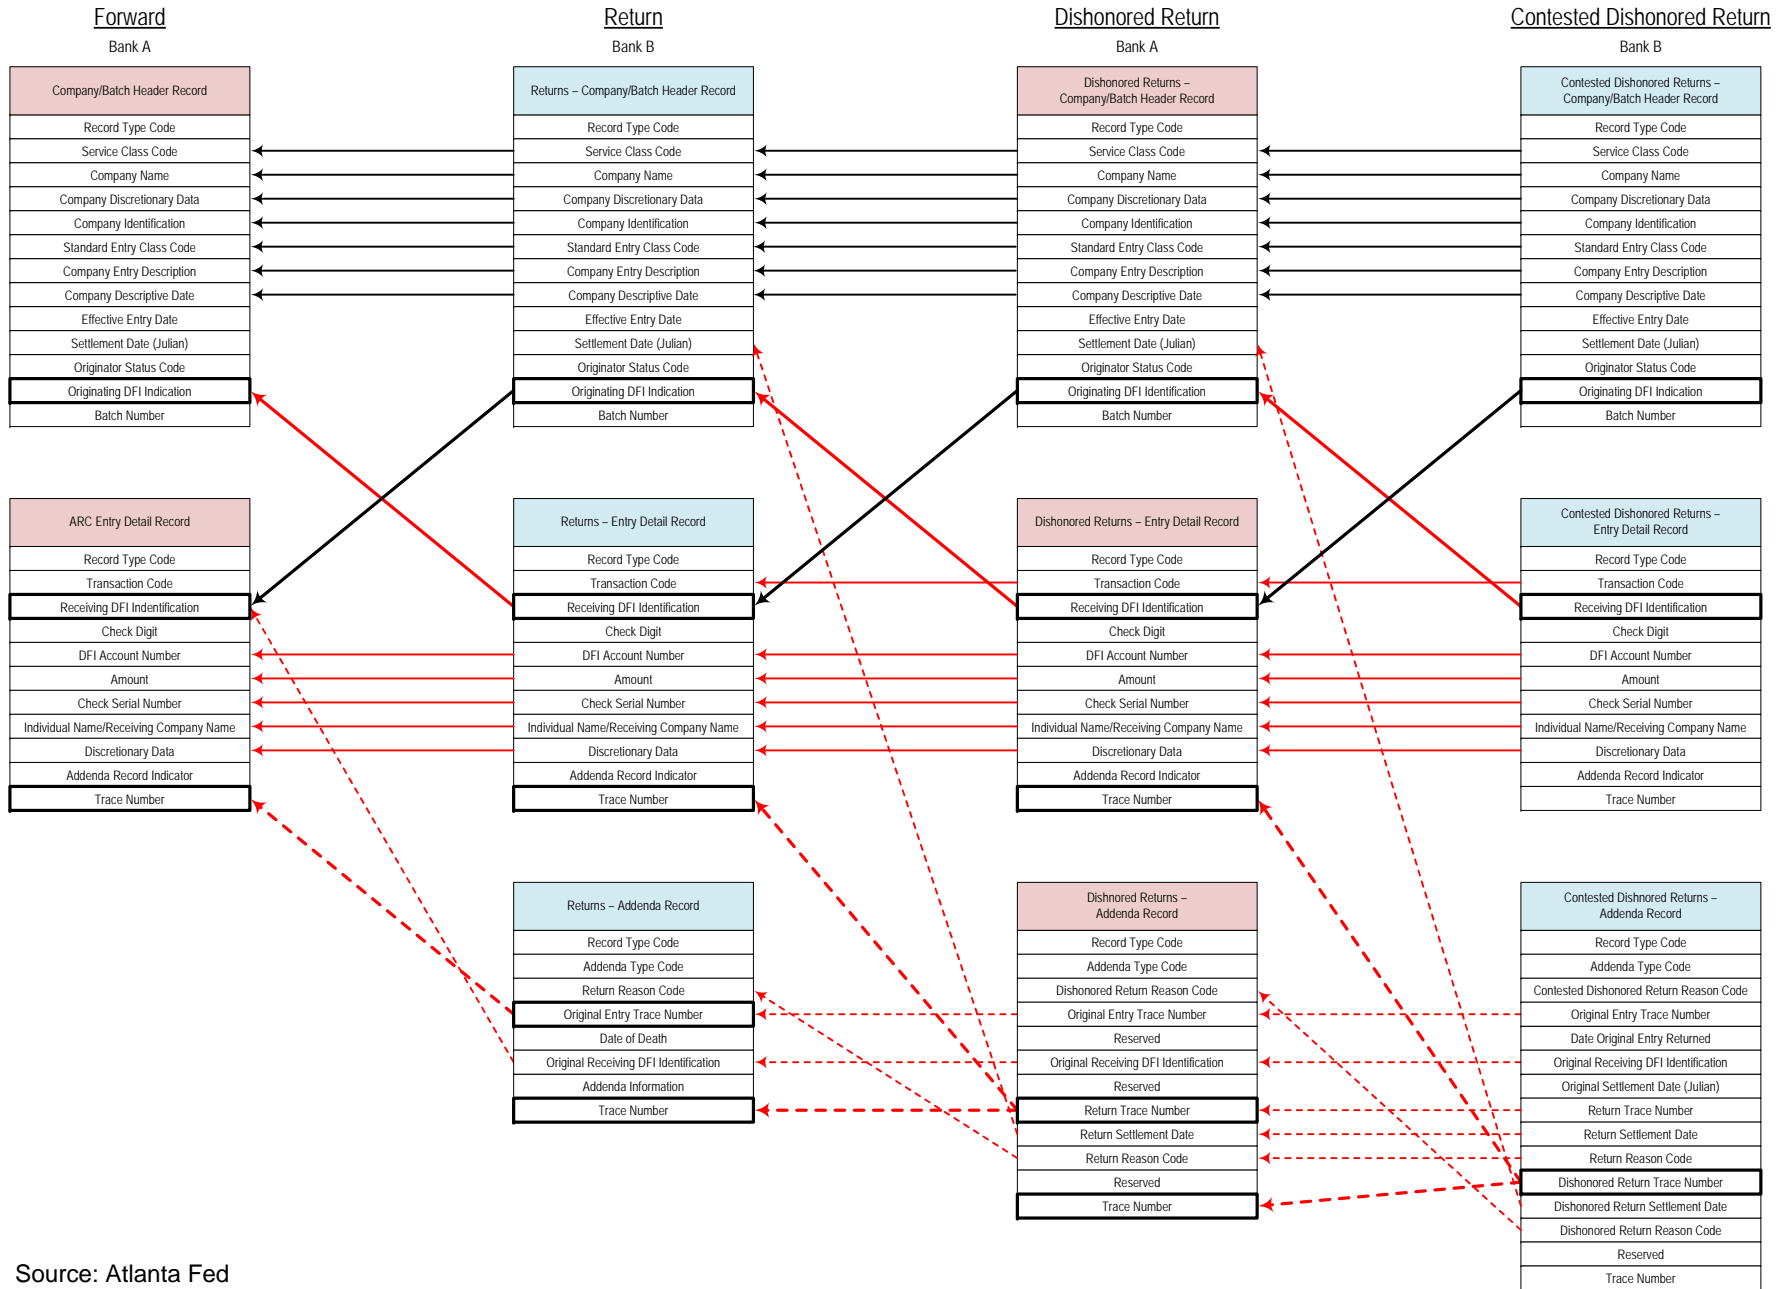 Forward
Bank A
Company/Batch Header Record
Record Type Code
Service Class Code
Company Name
Company Discretionary Data
Company Identification
Standard Entry Class Code
Company Entry Description
Company Descriptive Date
Effective Entry Date
Settlement Date (Julian)
Originator Status Code
Originating DFI Indication
Batch Number
ARC Entry Detail Record
Record Type Code
Transaction Code
Receiving DFI Indentification
Check Digit
DFI Account Number
Amount
Check Serial Number
Individual Name/Receiving Company Name
Discretionary Data
Addenda Record Indicator
Trace Number
Return
Bank B
Returns – Company/Batch Header Record
Record Type Code
Service Class Code
Company Name
Company Discretionary Data
Company Identification
Standard Entry Class Code
Company Entry Description
Company Descriptive Date
Effective Entry Date
Settlement Date (Julian)
Originator Status Code
Originating DFI Indication
Batch Number
Returns – Entry Detail Record
Record Type Code
Transaction Code
Receiving DFI Identification
Check Digit
DFI Account Number
Amount
Check Serial Number
Individual Name/Receiving Company Name
Discretionary Data
Addenda Record Indicator
Trace Number
Returns – Addenda Record
Record Type Code
Addenda Type Code
Return Reason Code
Original Entry Trace Number
Date of Death
Original Receiving DFI Identification
Addenda Information
Trace Number
Dishonored Return
Bank A
Dishonored Returns –
Company/Batch Header Record
Record Type Code
Service Class Code
Company Name
Company Discretionary Data
Company Identification
Standard Entry Class Code
Company Entry Description
Company Descriptive Date
Effective Entry Date
Settlement Date (Julian)
Originator Status Code
Originating DFI Identification
Batch Number
Dishonored Returns – Entry Detail Record
Record Type Code
Transaction Code
Receiving DFI Identification
Check Digit
DFI Account Number
Amount
Check Serial Number
Individual Name/Receiving Company Name
Discretionary Data
Addenda Record Indicator
Trace Number
Dishnored Returns –
Addenda Record
Record Type Code
Addenda Type Code
Dishonored Return Reason Code
Original Entry Trace Number
Reserved
Original Receiving DFI Identification
Reserved
Return Trace Number
Return Settlement Date
Return Reason Code
Reserved
Trace Number
Contested Dishonored Return
Bank B
Contested Dishonored Returns –
Company/Batch Header Record
Record Type Code
Service Class Code
Company Name
Company Discretionary Data
Company Identification
Standard Entry Class Code
Company Entry Description
Company Descriptive Date
Effective Entry Date
Settlement Date (Julian)
Originator Status Code
Originating DFI Indication
Batch Number
Contested Dishonored Returns –
Entry Detail Record
Record Type Code
Transaction Code
Receiving DFI Identification
Check Digit
DFI Account Number
Amount
Check Serial Number
Individual Name/Receiving Company Name
Discretionary Data
Addenda Record Indicator
Trace Number
Contested Dishnored Returns –
Addenda Record
Record Type Code
Addenda Type Code
Contested Dishonored Return Reason Code
Original Entry Trace Number
Date Original Entry Returned
Original Receiving DFI Identification
Original Settlement Date (Julian)
Return Trace Number
Return Settlement Date
Return Reason Code
Dishonored Return Trace Number
Dishonored Return Settlement Date
Dishonored Return Reason Code
Reserved
Trace Number
Source: Atlanta Fed